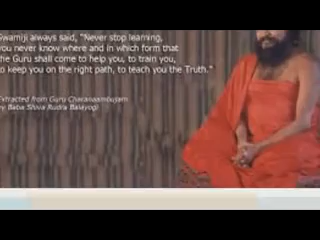 Swamiji always said, "Never stop learning,
you never know where and in which form that
the Guru shall come to help you, to train you,
to keep you on the right path, to teach you the Truth."
Extracted from Guru Charanaambujam
by Baba Shiva Rudra Balayogi